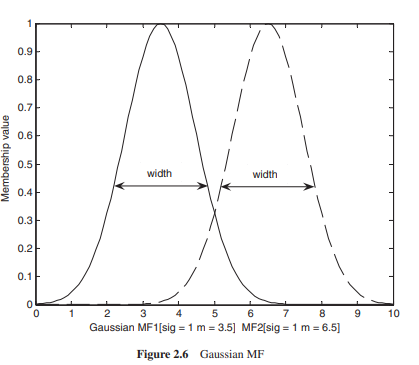 1
0.9
0.8
0.7
0.6
0.5
0.4
0.3
0.2
0.1
0
Membership value
width width
0 1 2 3 4 5 6 7 8 9 10
Gaussian MF1[sig = 1 m = 3.5] MF2[sig = 1 m = 6.5]
Figure 2.6 Gaussian MF